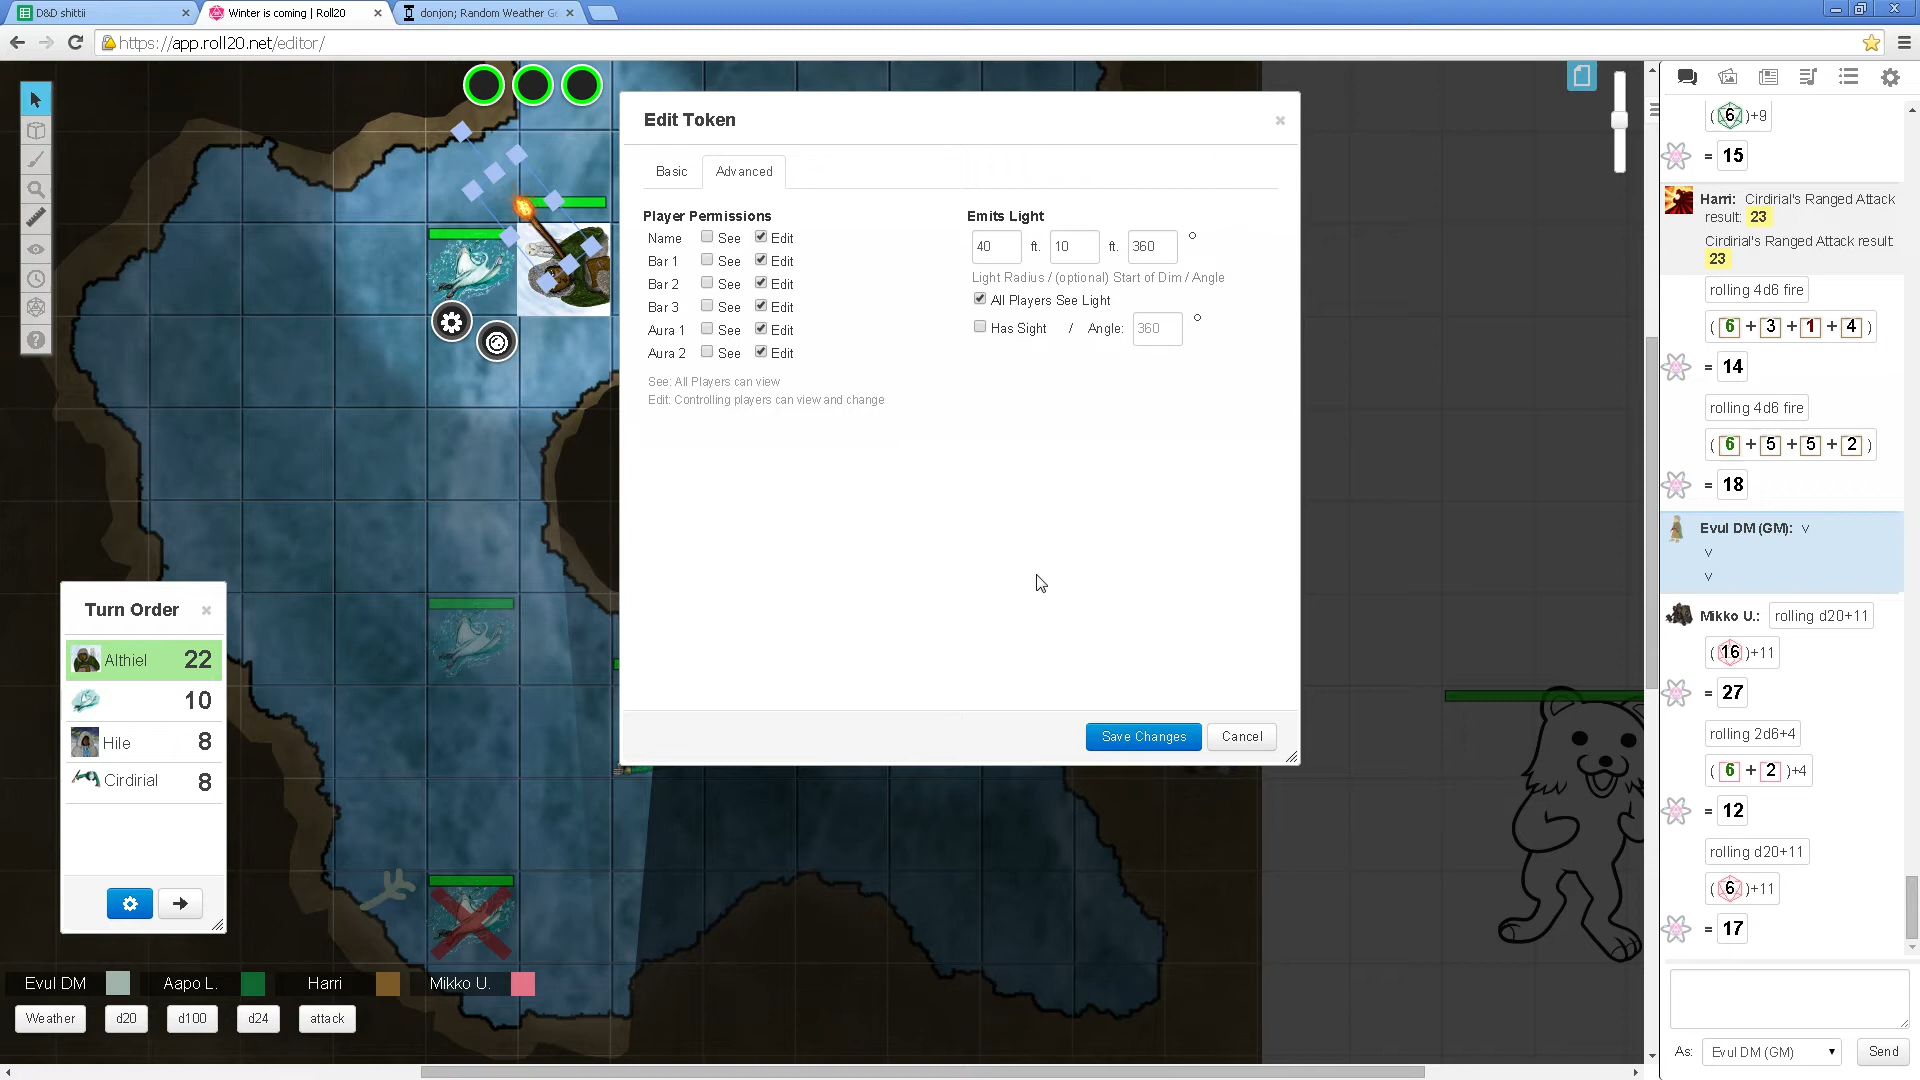 D&D shittii
Winter is coming | Roll20
donjon; Random Weather Ge
https://app.roll20.net/editor/
Edit Token
Basic
Advanced
Player Permissions
Name See Edit
Bar 1 See Edit
Bar 2 See Edit
Bar 3 See Edit
Aura 1 See Edit
Aura 2 See Edit
See: All Players can view
Edit: Controlling players can view and change
Emits Light
40 ft. 10 ft. 360 °
Light Radius / (optional) Start of Dim / Angle
All Players See Light
Has Sight / Angle: 360 °
Save Changes
Cancel
Turn Order
Althiel 22
10
Hile 8
Cirdirial 8
Evul DM
Aapo L.
Harri
Mikko U.
Weather
d20
d100
d24
attack
(6)+9
= 15
Harri: Cirdirial's Ranged Attack
result: 23
Cirdirial's Ranged Attack result:
23
rolling 4d6 fire
(6+3+1+4)
= 14
rolling 4d6 fire
(6+5+5+2)
= 18
Evul DM (GM): v
v
v
Mikko U.: rolling d20+11
(16)+11
= 27
rolling 2d6+4
(6+2)+4
= 12
rolling d20+11
(6)+11
= 17
As: Evul DM (GM)
Send